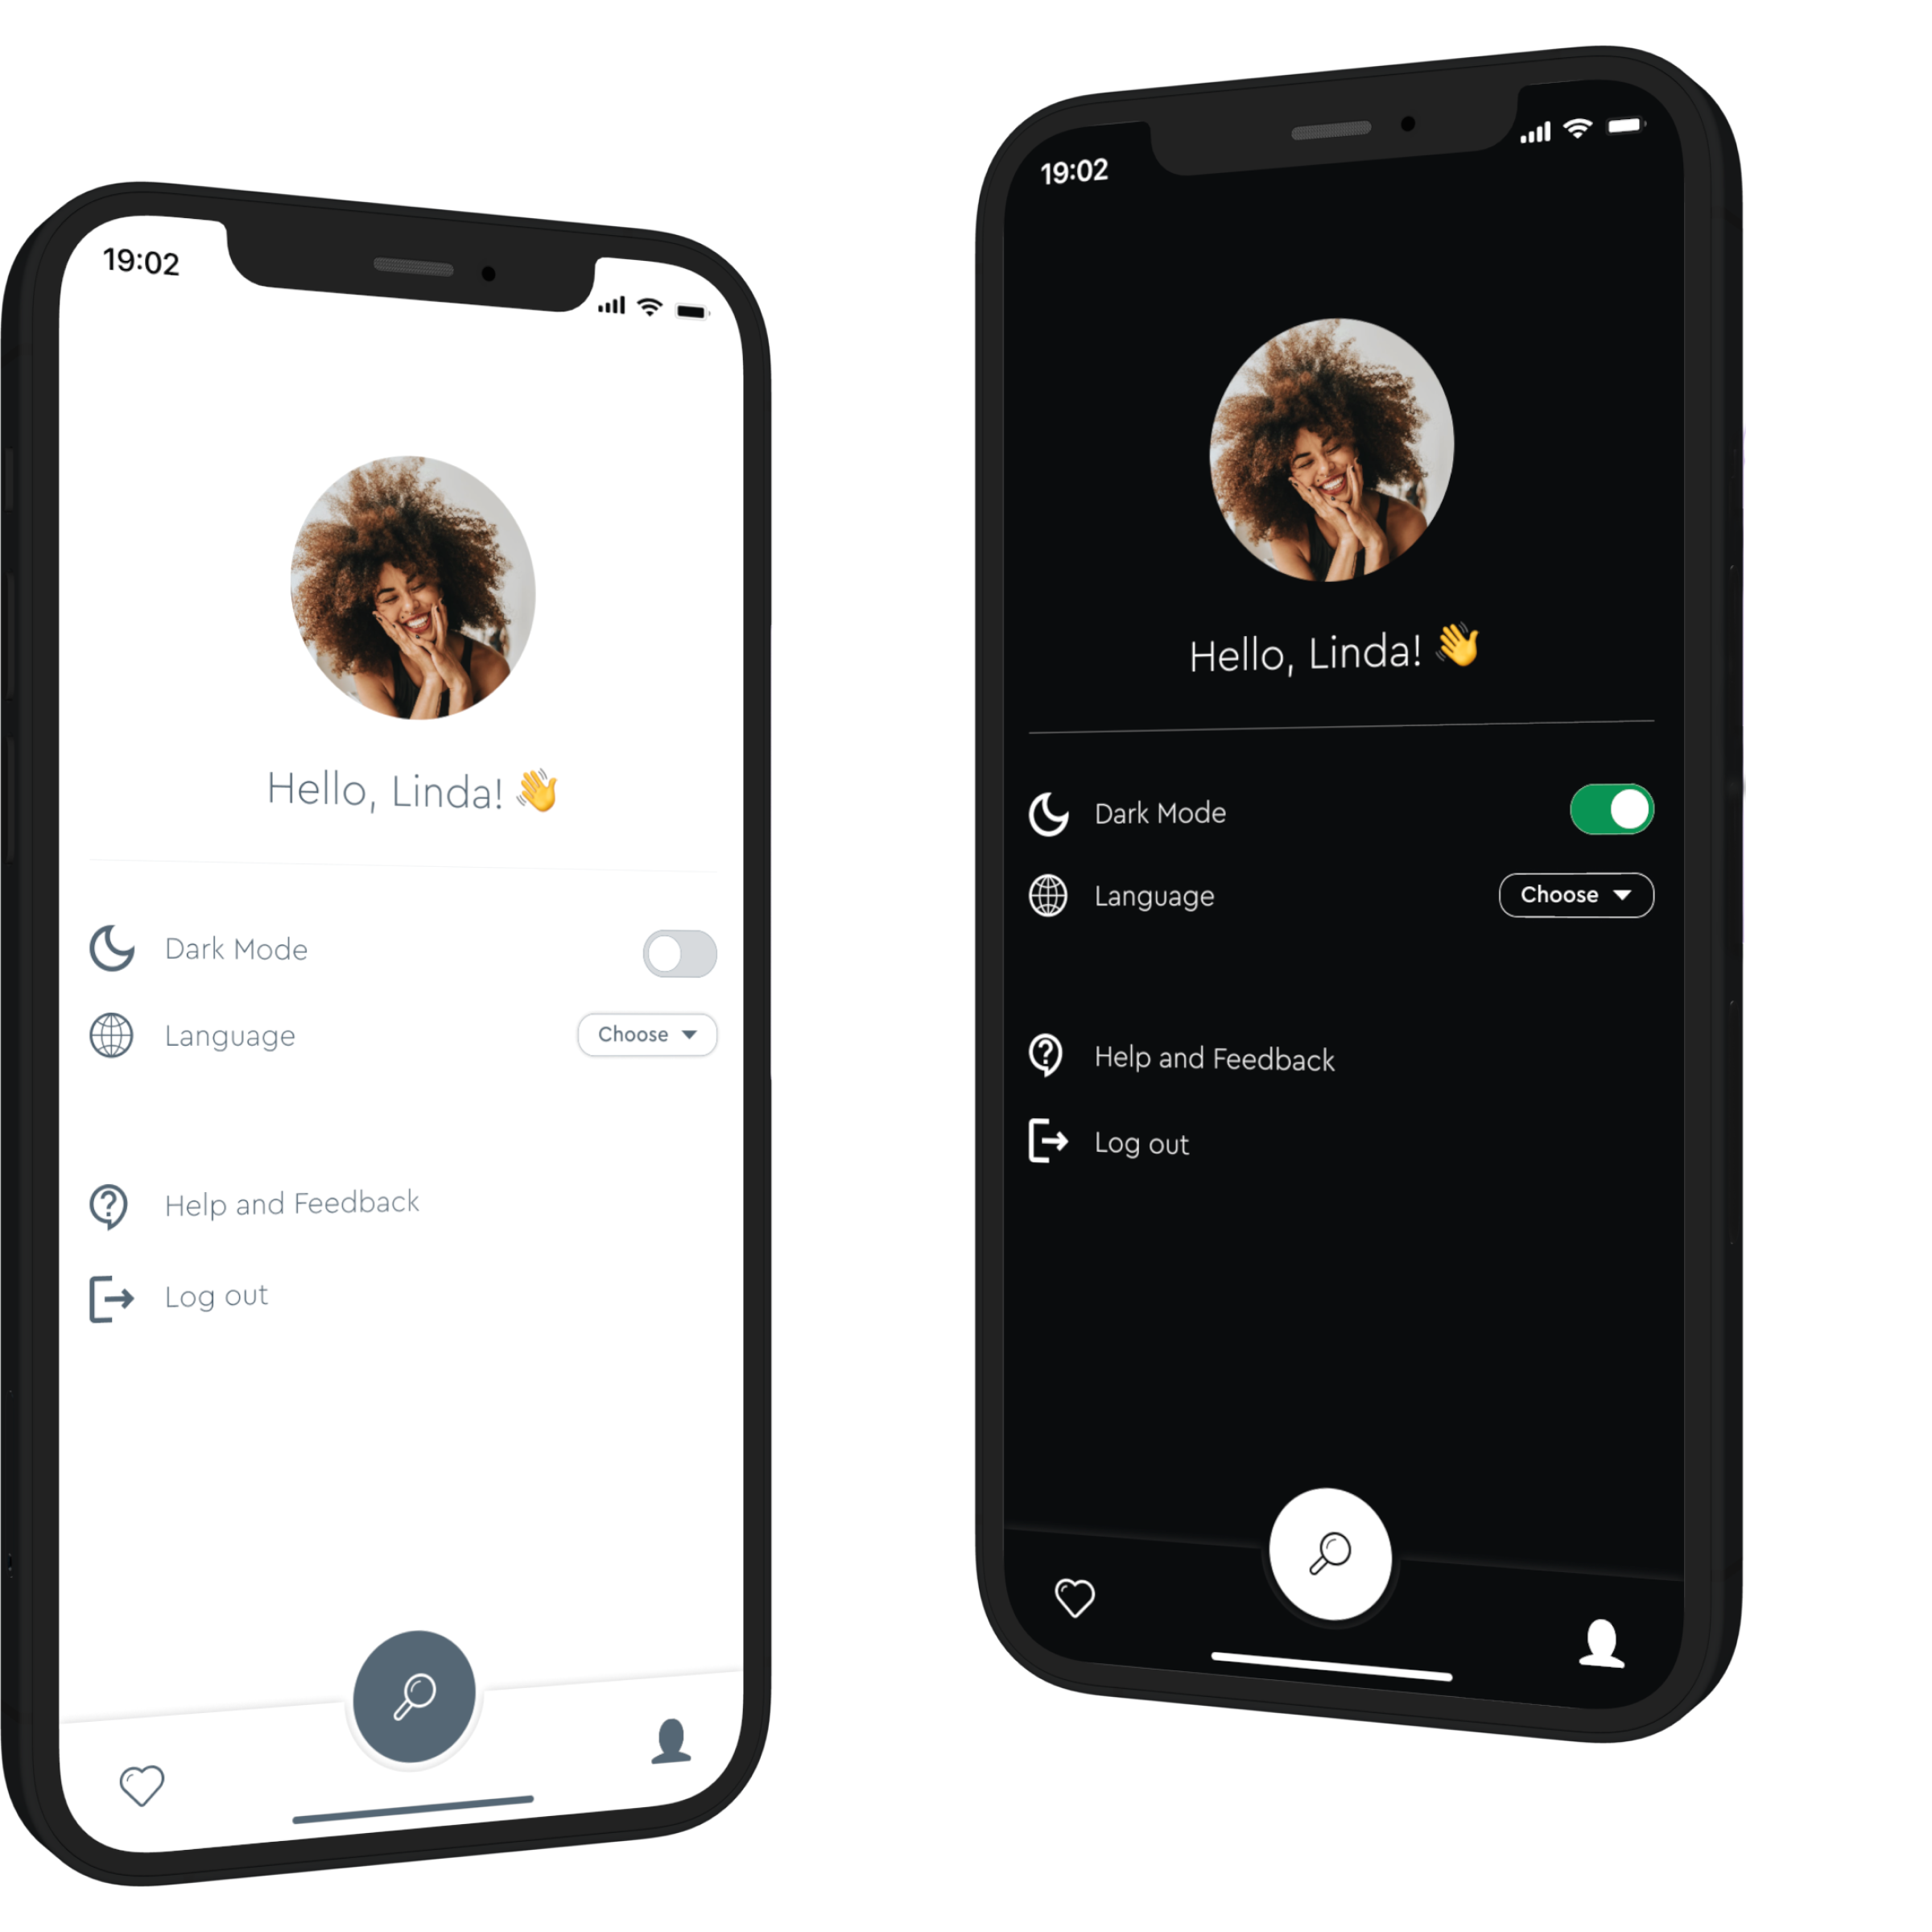 19:02
Hello, Linda! 👋
Dark Mode
Language
Choose
Help and Feedback
Log out
19:02
Hello, Linda! 👋
Dark Mode
Language
Choose
Help and Feedback
Log out